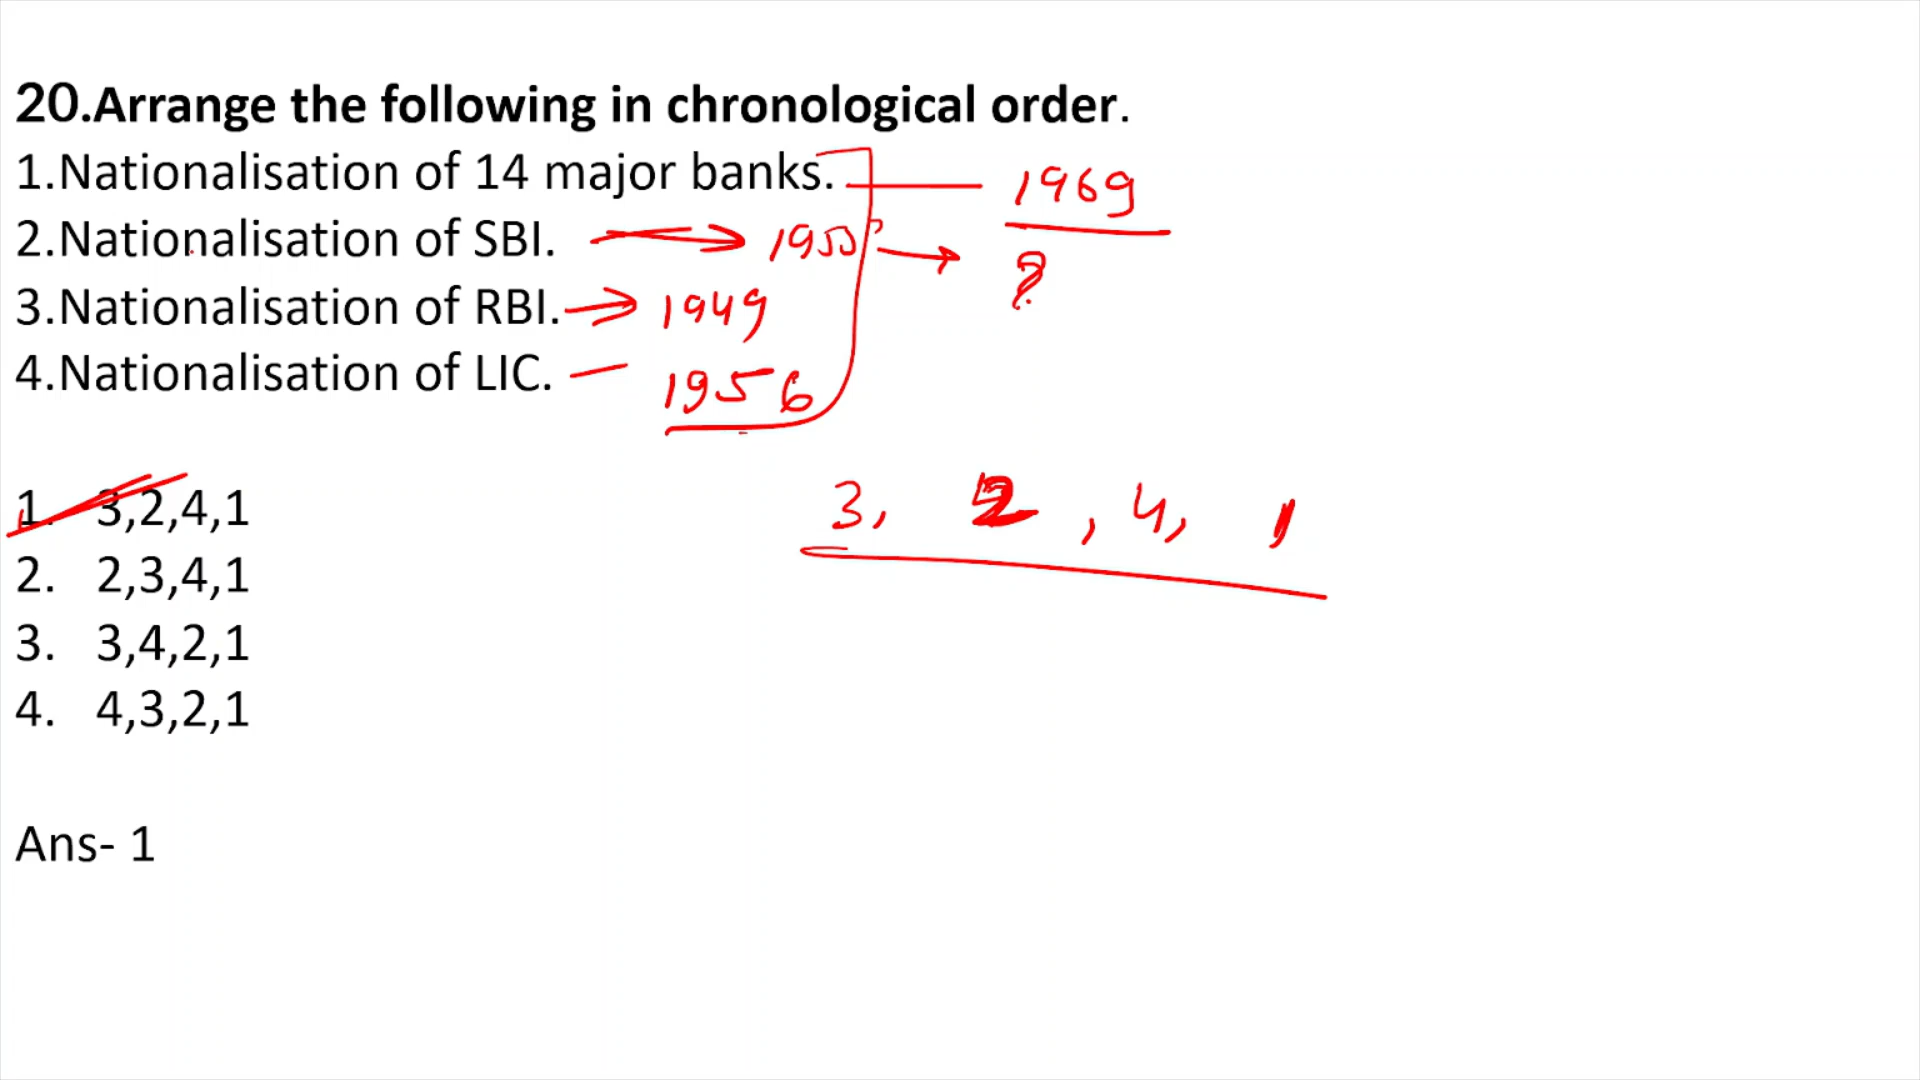 20.Arrange the following in chronological order.
1.Nationalisation of 14 major banks. 1969
2.Nationalisation of SBI. 1955 ?
3.Nationalisation of RBI. 1949
4.Nationalisation of LIC. 1956
1. 3,2,4,1
3, 2, 4, 1
2. 2,3,4,1
3. 3,4,2,1
4. 4,3,2,1
Ans- 1